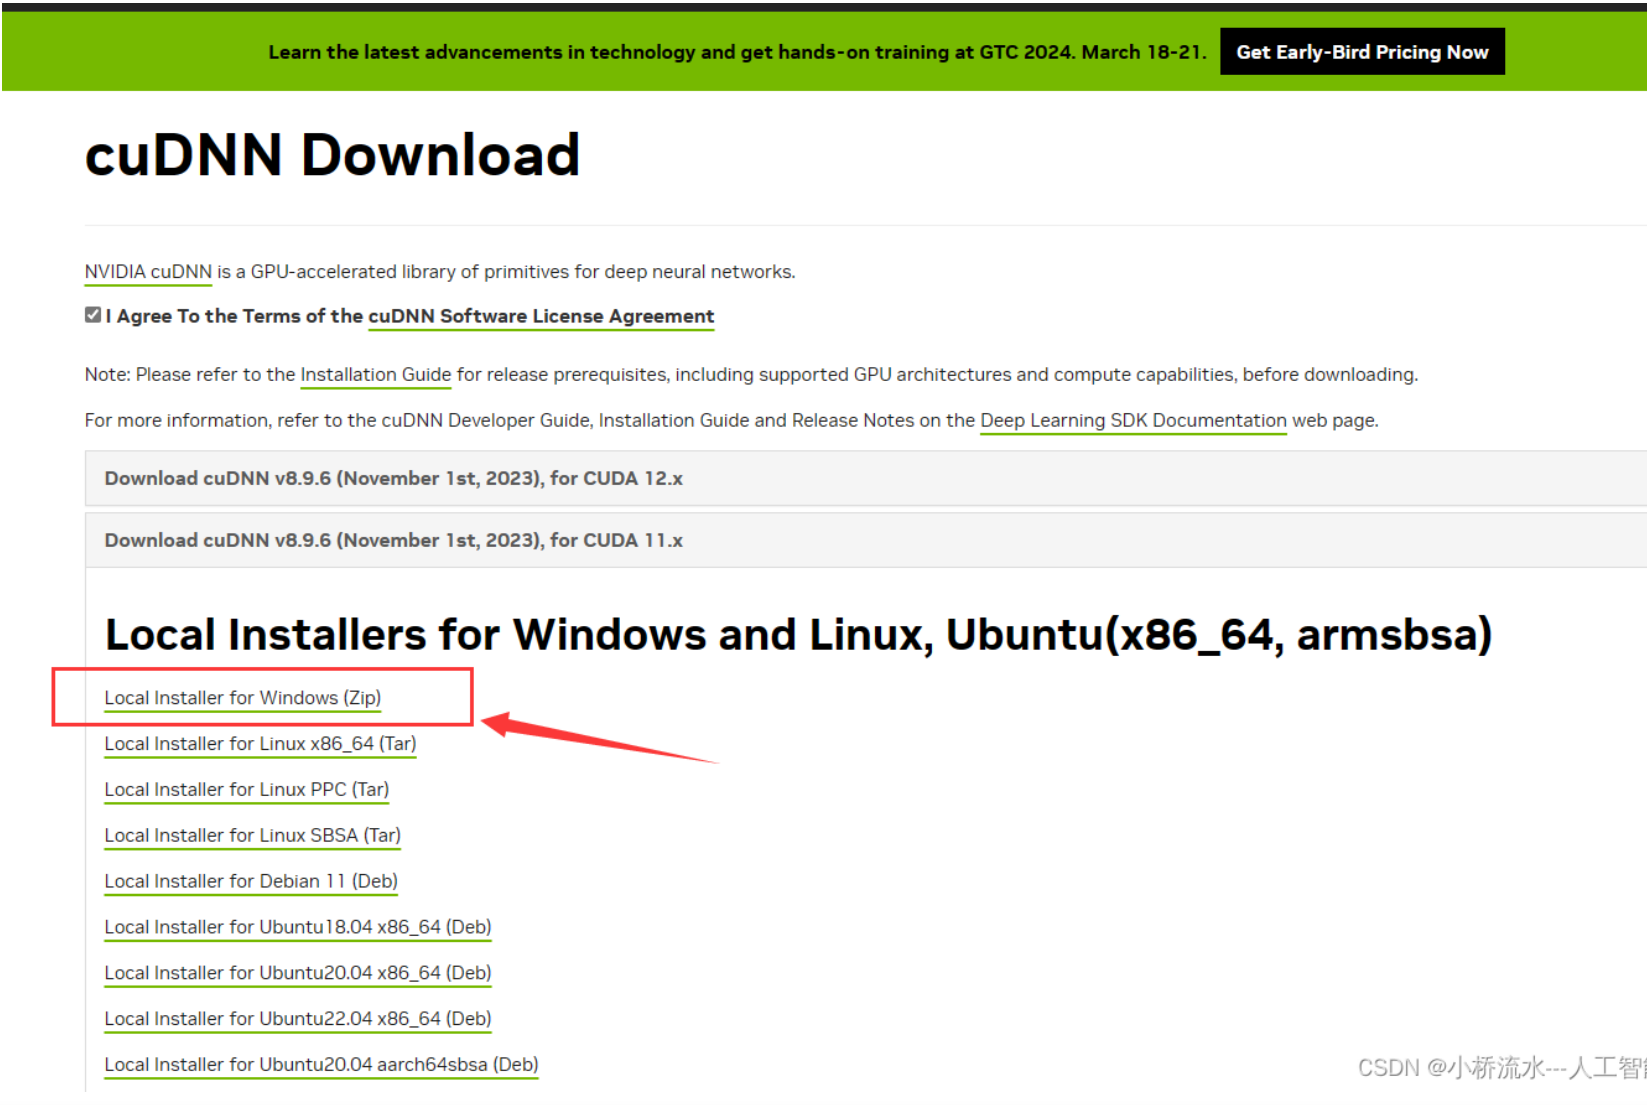 Learn the latest advancements in technology and get hands-on training at GTC 2024. March 18-21. Get Early-Bird Pricing Now
cuDNN Download
NVIDIA cuDNN is a GPU-accelerated library of primitives for deep neural networks.
I Agree To the Terms of the cuDNN Software License Agreement
Note: Please refer to the Installation Guide for release prerequisites, including supported GPU architectures and compute capabilities, before downloading.
For more information, refer to the cuDNN Developer Guide, Installation Guide and Release Notes on the Deep Learning SDK Documentation web page.
Download cuDNN v8.9.6 (November 1st, 2023), for CUDA 12.x
Download cuDNN v8.9.6 (November 1st, 2023), for CUDA 11.x
Local Installers for Windows and Linux, Ubuntu(x86_64, armsbsa)
Local Installer for Windows (Zip)
Local Installer for Linux x86_64 (Tar)
Local Installer for Linux PPC (Tar)
Local Installer for Linux SBSA (Tar)
Local Installer for Debian 11 (Deb)
Local Installer for Ubuntu18.04 x86_64 (Deb)
Local Installer for Ubuntu20.04 x86_64 (Deb)
Local Installer for Ubuntu22.04 x86_64 (Deb)
Local Installer for Ubuntu20.04 aarch64sbsa (Deb)
CSDN @小桥流水---人工智